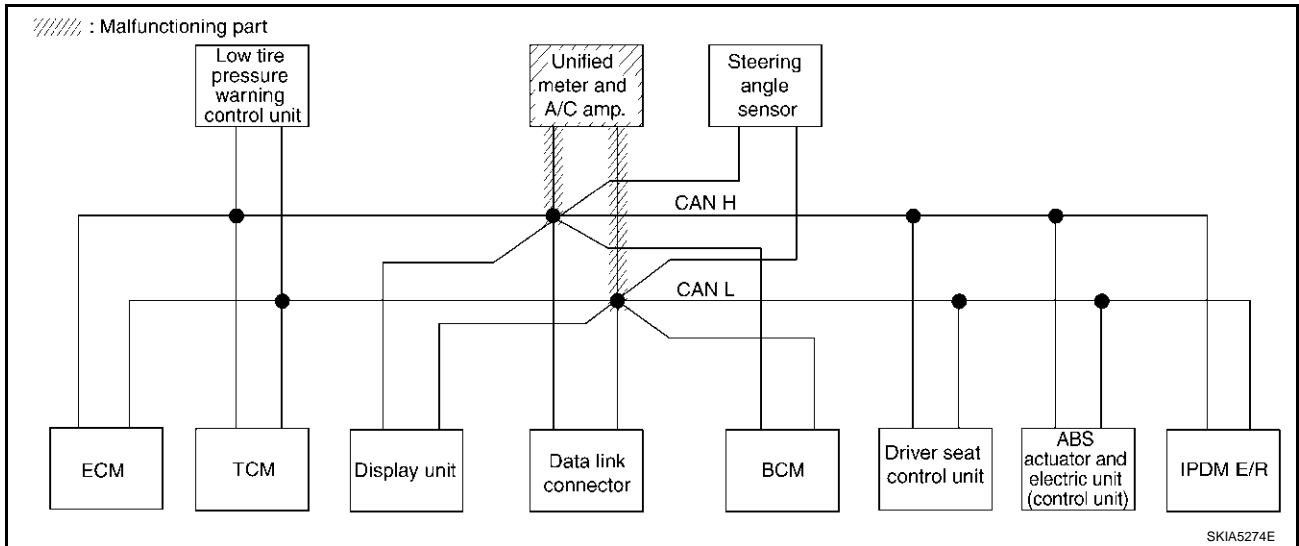 : Malfunctioning part
Low tire
pressure
warning
control unit
Unified
meter and
A/C amp.
Steering
angle
sensor
CAN H
CAN L
ECM
TCM
Display unit
Data link
connector
BCM
Driver seat
control unit
ABS
actuator and
electric unit
(control unit)
IPDM E/R
SKIA5274E